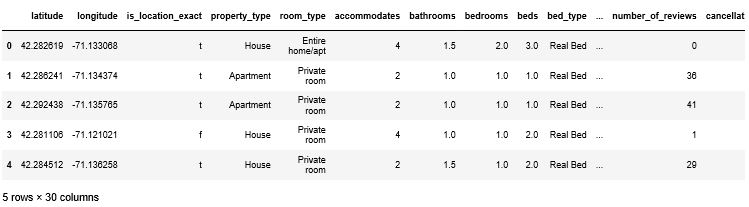 latitude longitude is_location_exact property_type room_type accommodates bathrooms bedrooms beds bed_type ... number_of_reviews cancellat
0 42.282619 -71.133068 t House Entire home/apt 4 1.5 2.0 3.0 Real Bed ... 0
1 42.286241 -71.134374 t Apartment Private room 2 1.0 1.0 1.0 Real Bed ... 36
2 42.292438 -71.135765 t Apartment Private room 2 1.0 1.0 1.0 Real Bed ... 41
3 42.281106 -71.121021 f House Private room 4 1.0 1.0 2.0 Real Bed ... 1
4 42.284512 -71.136258 t House Private room 2 1.5 1.0 2.0 Real Bed ... 29
5 rows × 30 columns